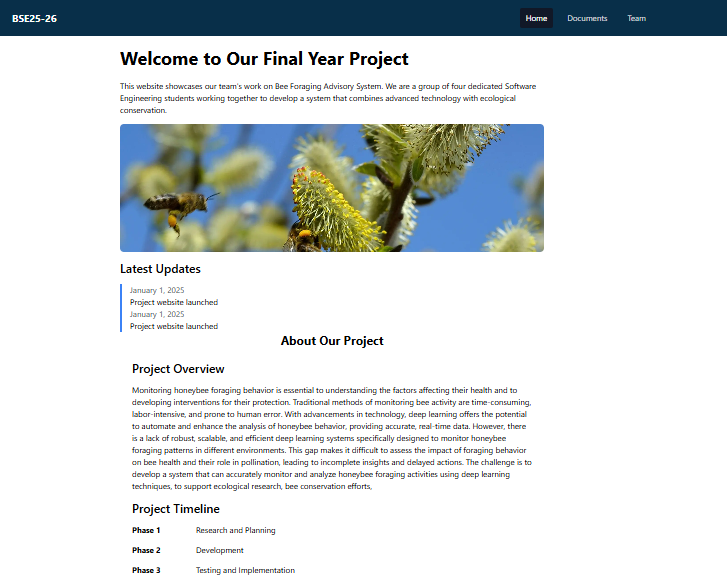 BSE25-26
Home Documents Team
Welcome to Our Final Year Project
This website showcases our team's work on Bee Foraging Advisory System. We are a group of four dedicated Software
Engineering students working together to develop a system that combines advanced technology with ecological
conservation.
Latest Updates
January 1, 2025
Project website launched
January 1, 2025
Project website launched
About Our Project
Project Overview
Monitoring honeybee foraging behavior is essential to understanding the factors affecting their health and to
developing interventions for their protection. Traditional methods of monitoring bee activity are time-consuming,
labor-intensive, and prone to human error. With advancements in technology, deep learning offers the potential
to automate and enhance the analysis of honeybee behavior, providing accurate, real-time data. However, there
is a lack of robust, scalable, and efficient deep learning systems specifically designed to monitor honeybee
foraging patterns in different environments. This gap makes it difficult to assess the impact of foraging behavior
on bee health and their role in pollination, leading to incomplete insights and delayed actions. The challenge is to
develop a system that can accurately monitor and analyze honeybee foraging activities using deep learning
techniques, to support ecological research, bee conservation efforts,
Project Timeline
Phase 1 Research and Planning
Phase 2 Development
Phase 3 Testing and Implementation